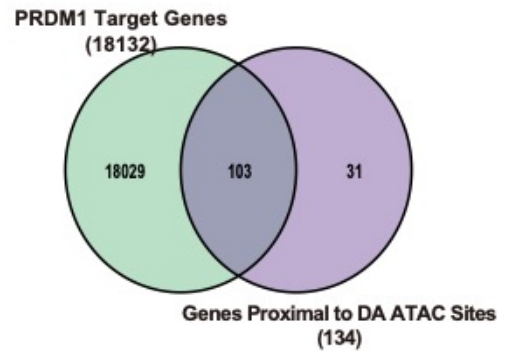 PRDM1 Target Genes
(18132)
18029
103
31
Genes Proximal to DA ATAC Sites
(134)